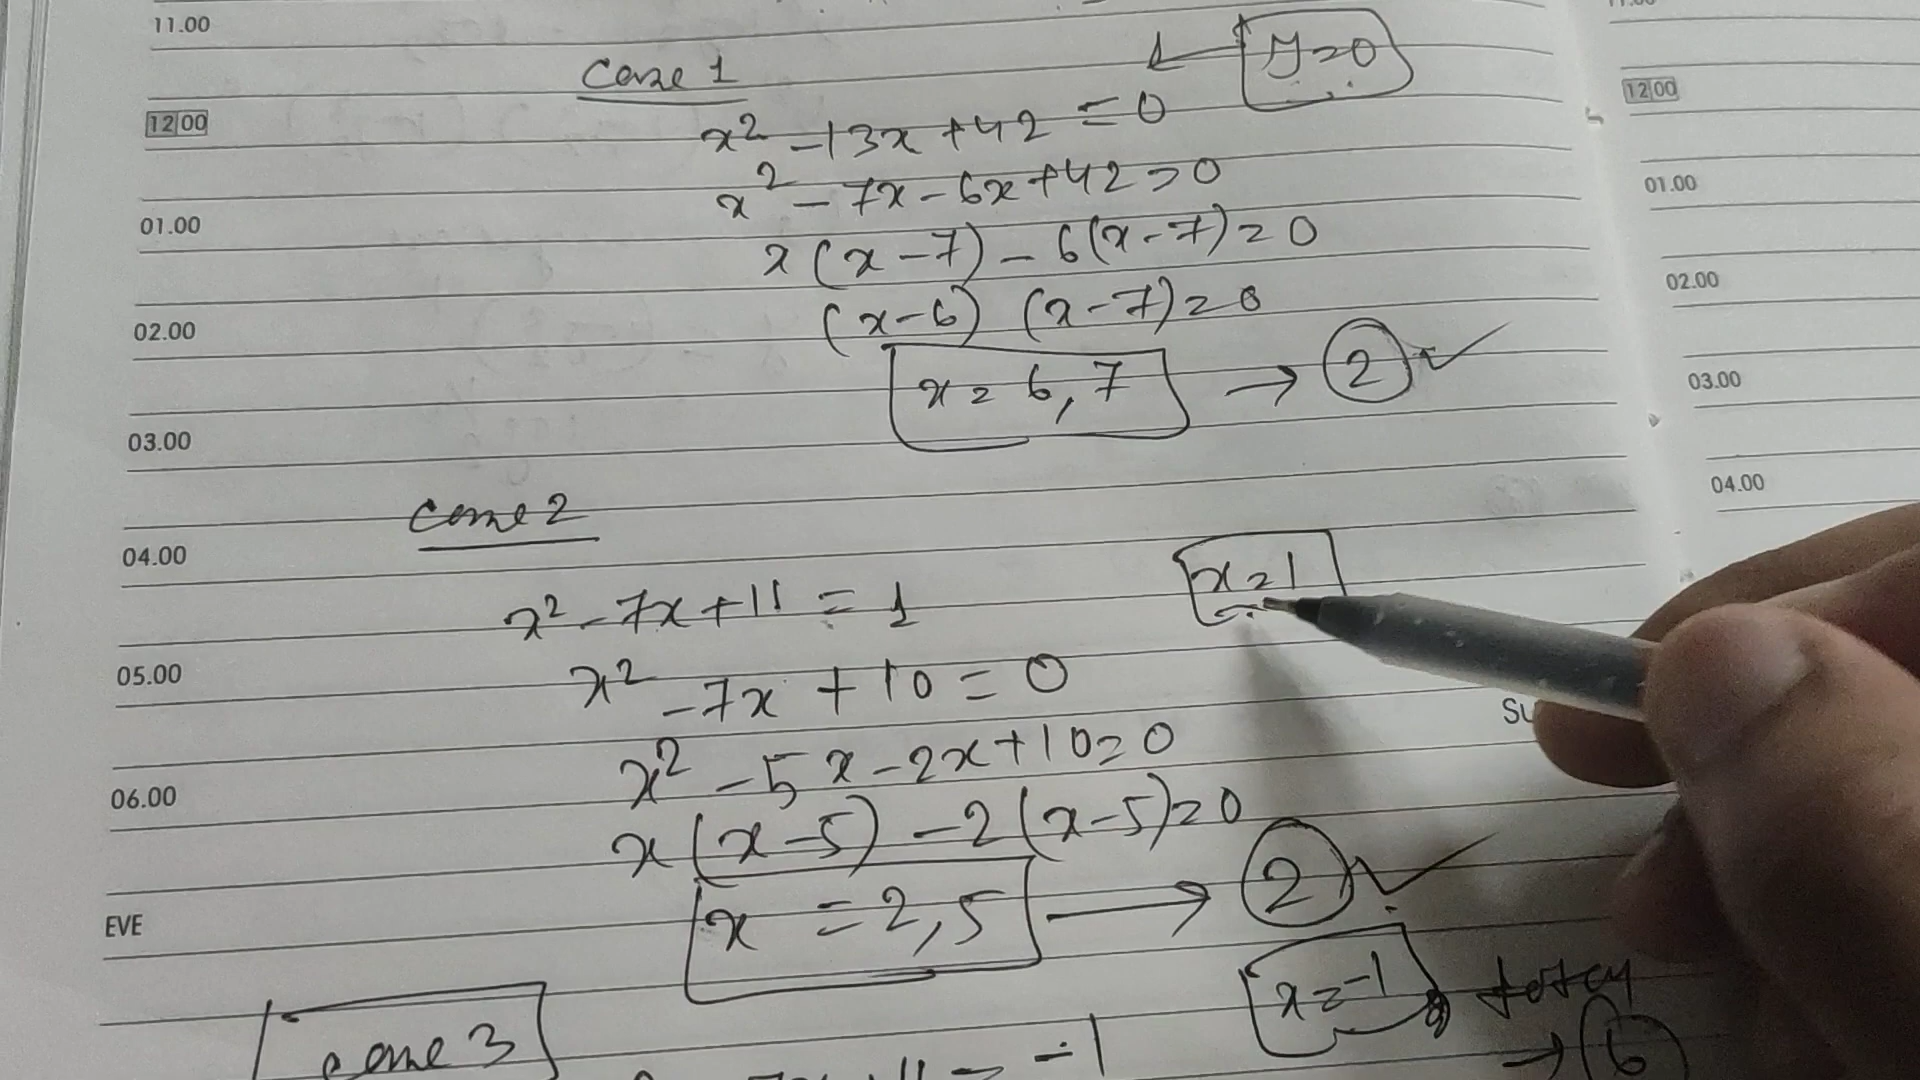 11.00
Case 1
y=0
12 00
12 00
x² -13x +42 = 0
x² - 7x - 6x +42 = 0
01.00
01.00
x(x-7) - 6(x-7) = 0
02.00
(x-6) (x-7) = 0
02.00
x = 6, 7 → 2 ✓
03.00
03.00
Case 2
04.00
04.00
x² - 7x + 11 = 1
x = 1
05.00
x² - 7x + 10 = 0
x² - 5x - 2x + 10 = 0
06.00
x(x-5) - 2(x-5) = 0
x = 2, 5 → 2 ✓
EVE
x = -1, total
→ 6
Case 3